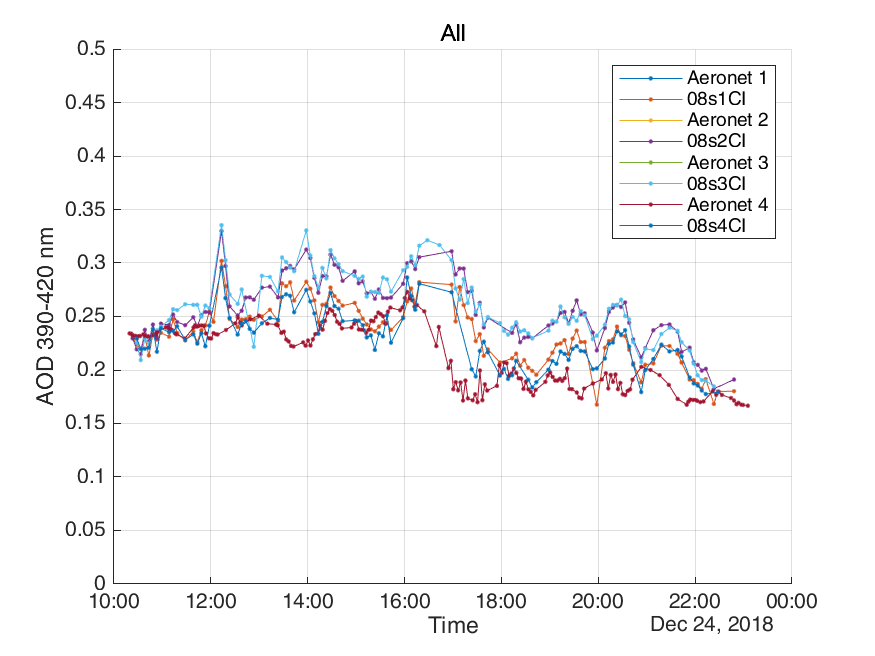 All
0.5
0.45
0.4
0.35
0.3
0.25
0.2
0.15
0.1
0.05
0
AOD 390-420 nm
Aeronet 1
08s1CI
Aeronet 2
08s2CI
Aeronet 3
08s3CI
Aeronet 4
08s4CI
10:00 12:00 14:00 16:00 18:00 20:00 22:00 00:00
Time
Dec 24, 2018